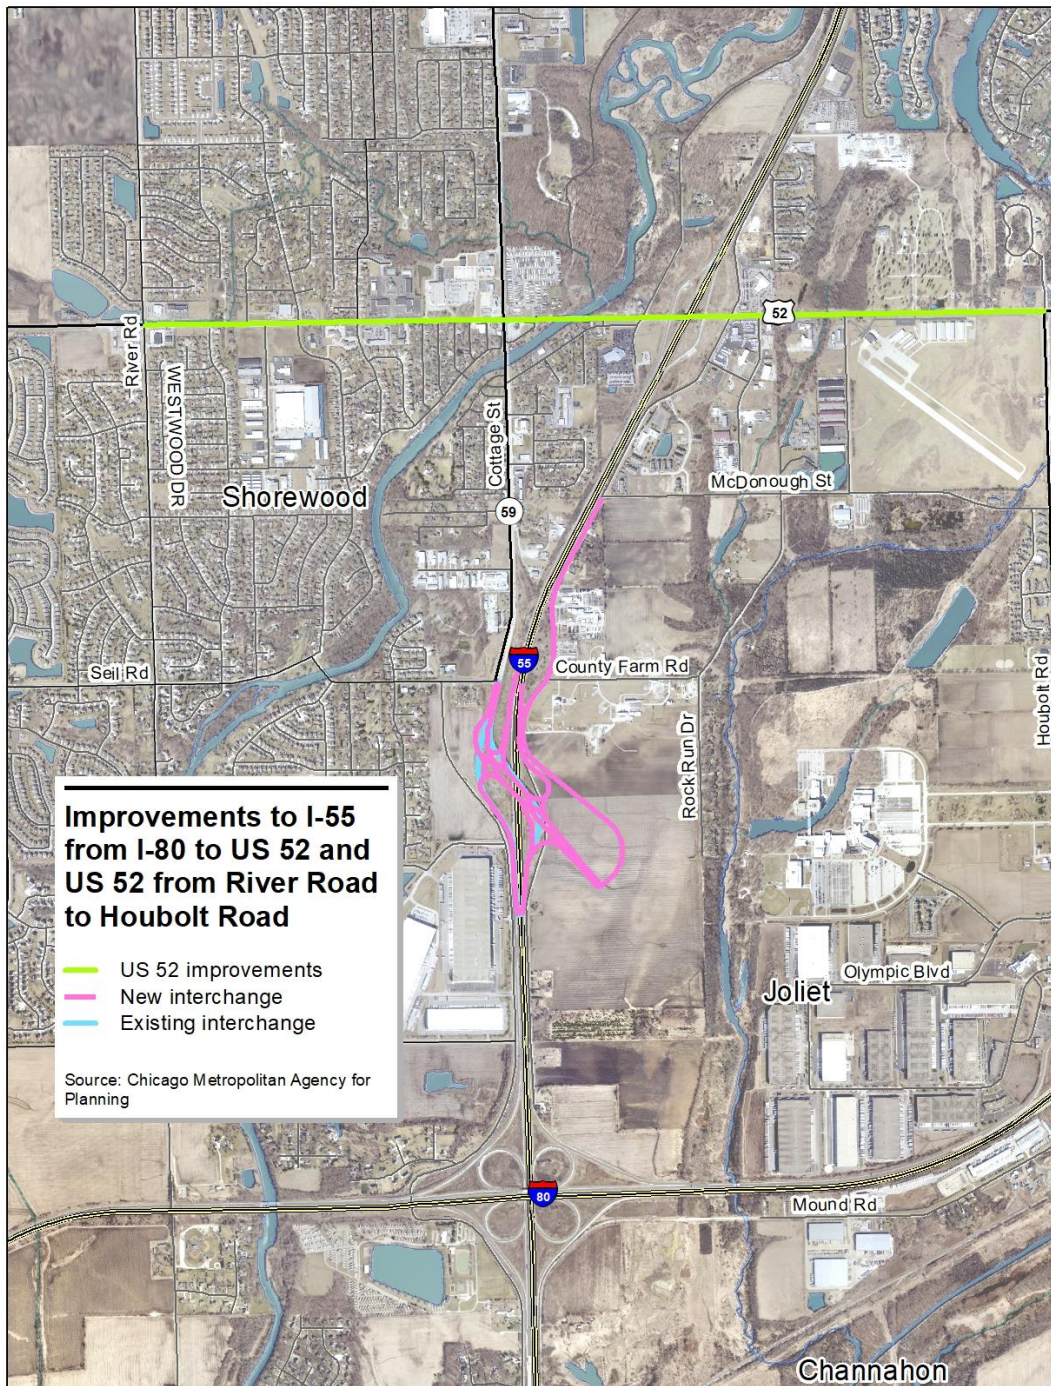 52
River Rd
WESTWOOD DR
Cottage St
McDonough St
Shorewood
59
Seil Rd
55
County Farm Rd
Houbolt Rd
Rock Run Dr
Improvements to I-55
from I-80 to US 52 and
US 52 from River Road
to Houbolt Road
US 52 improvements
New interchange
Existing interchange
Source: Chicago Metropolitan Agency for
Planning
Olympic Blvd
Joliet
80
Mound Rd
Channahon